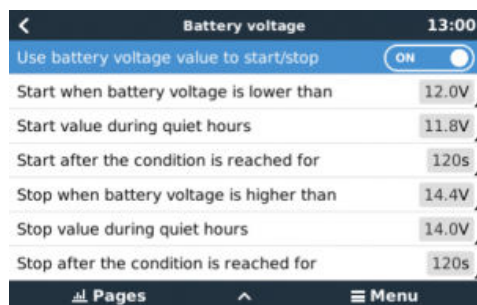 Battery voltage 13:00
Use battery voltage value to start/stop ON
Start when battery voltage is lower than 12.0V
Start value during quiet hours 11.8V
Start after the condition is reached for 120s
Stop when battery voltage is higher than 14.4V
Stop value during quiet hours 14.0V
Stop after the condition is reached for 120s
Pages Menu